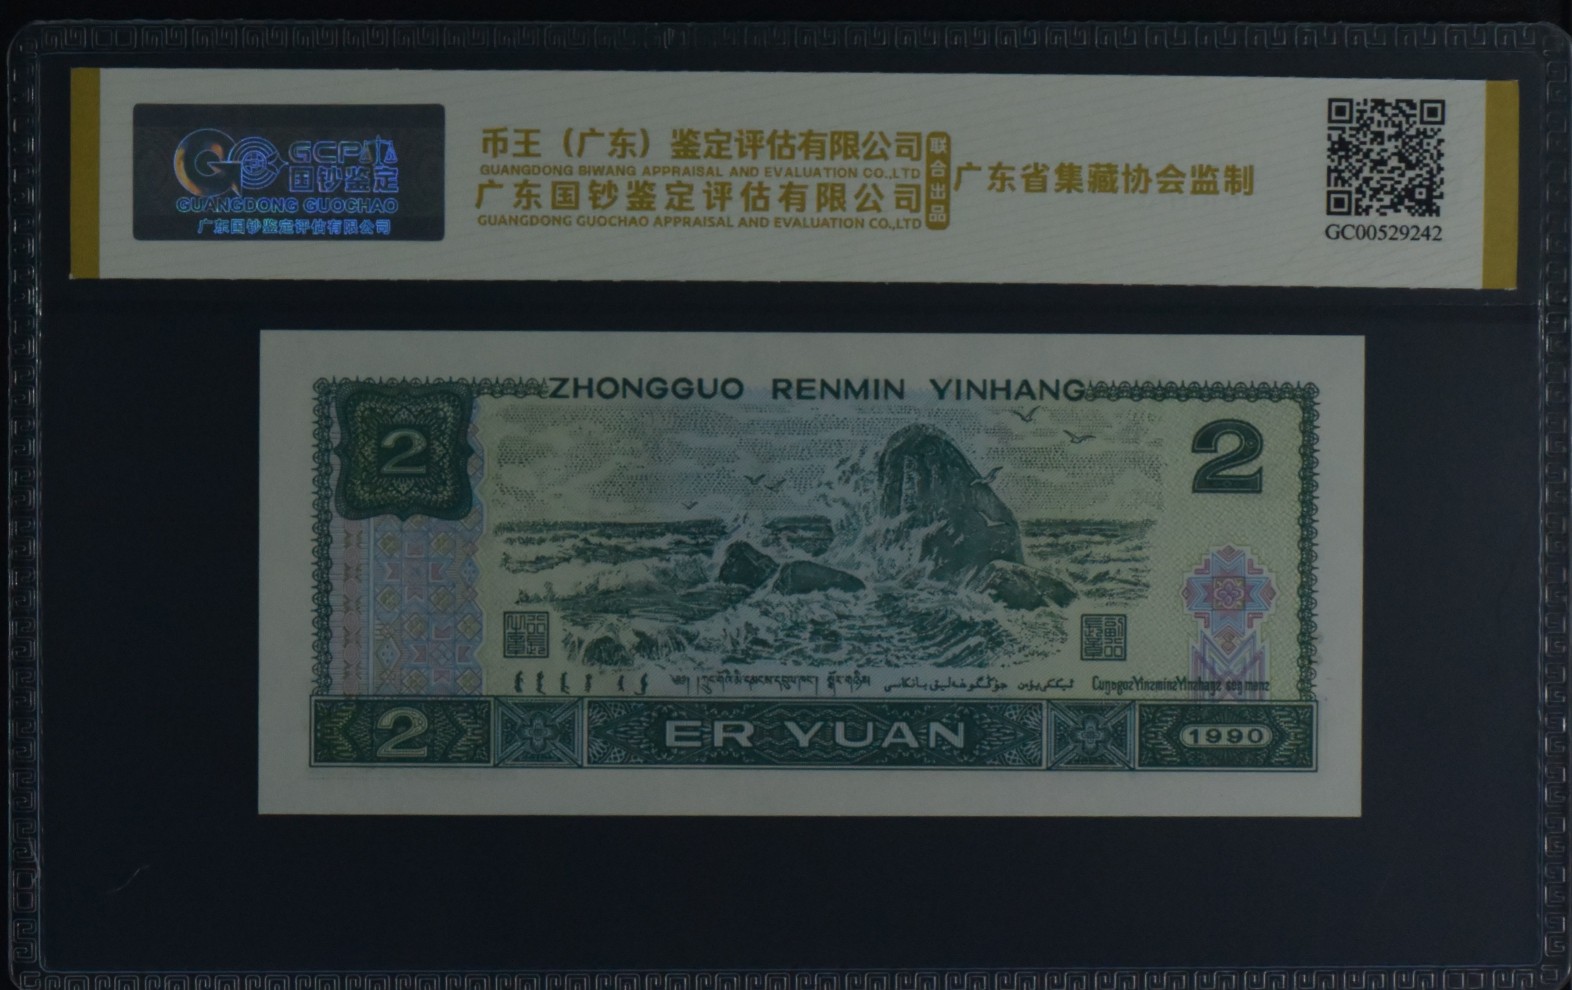 GCPA
国钞鉴定
GUANGDONG GUOCHAO
广东国钞鉴定评估有限公司
币王（广东）鉴定评估有限公司
GUANGDONG BIWANG APPRAISAL AND EVALUATION CO.,LTD
广东国钞鉴定评估有限公司
GUANGDONG GUOCHAO APPRAISAL AND EVALUATION CO.,LTD
联合出品
广东省集藏协会监制
GC00529242
ZHONGGUO RENMIN YINHANG
2
2
Cunghgoz Yinzminz Yinzhangz
2
ER YUAN
1990